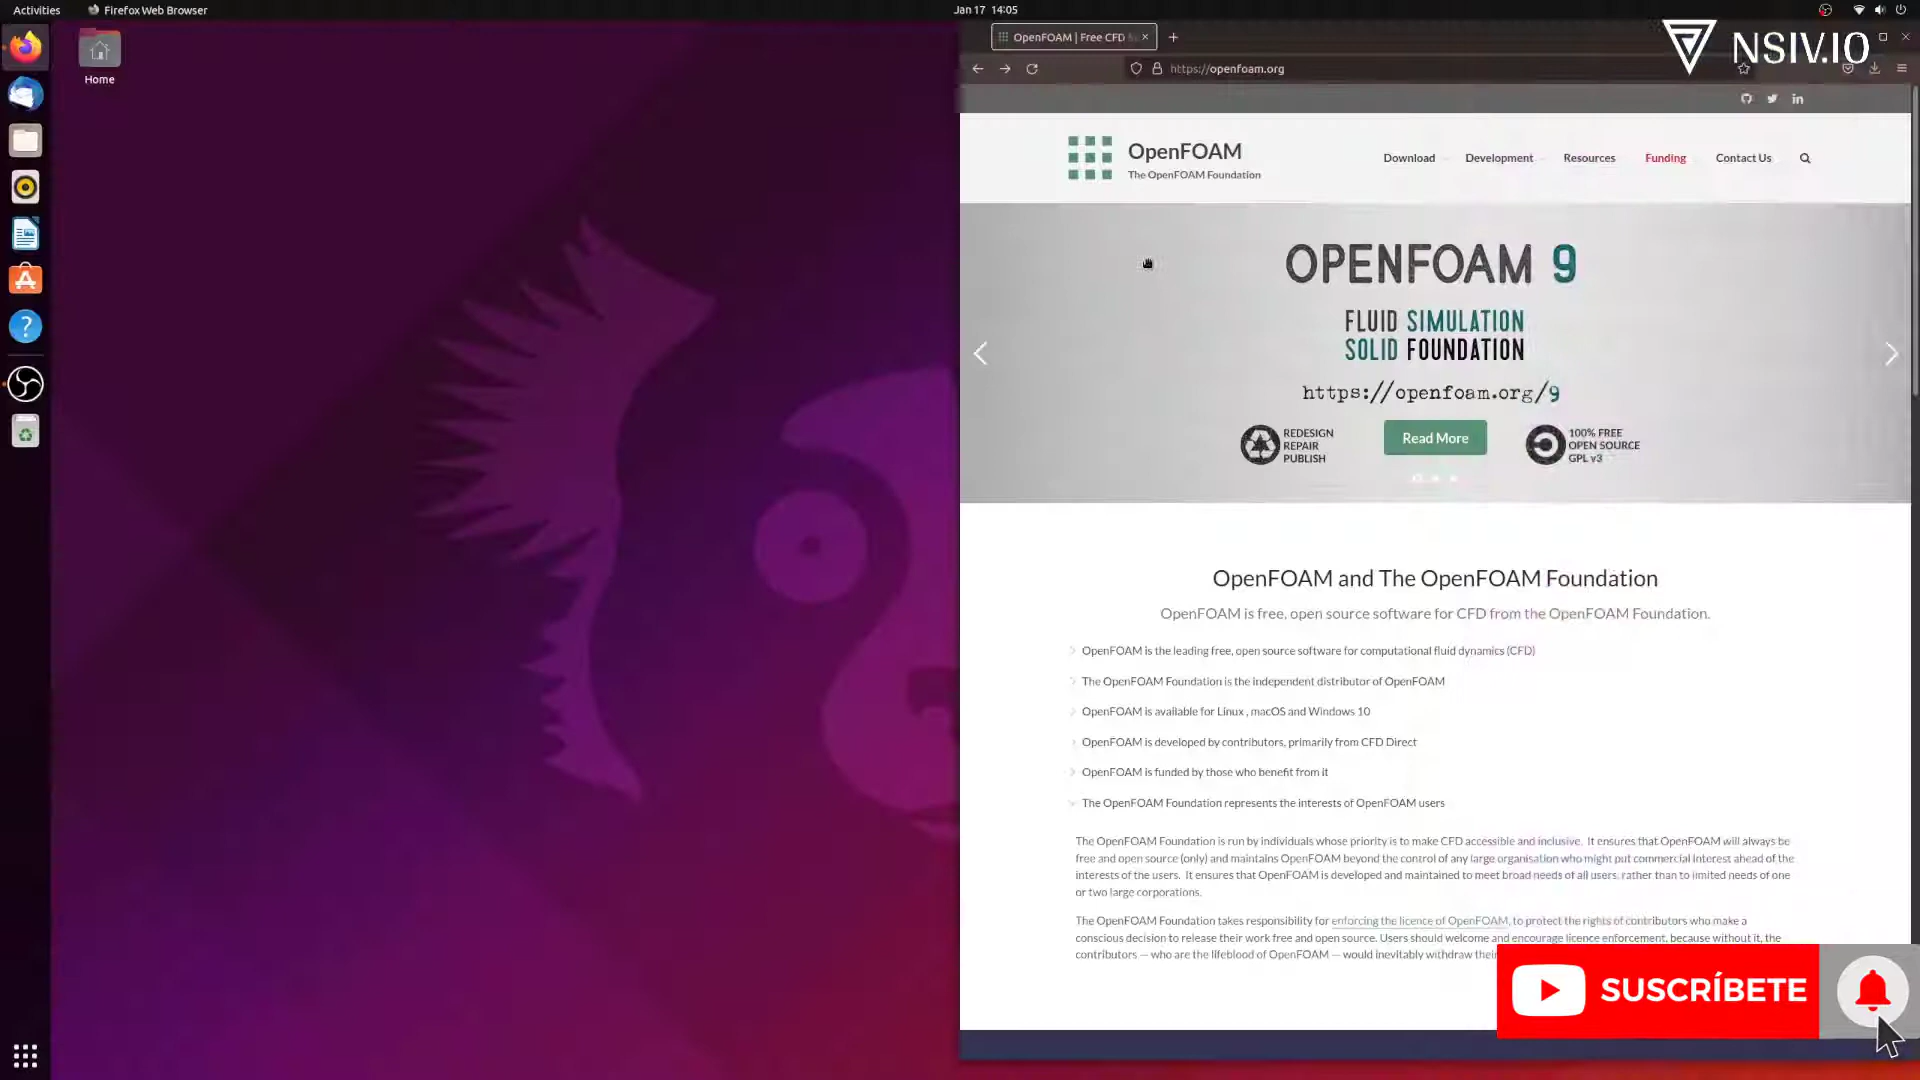 Activities
Firefox Web Browser
Jan 17 14:05
OpenFOAM | Free CFD
NSIV.IO
https://openfoam.org
OpenFOAM
The OpenFOAM Foundation
Download
Development
Resources
Funding
Contact Us
Home
OPENFOAM 9
FLUID SIMULATION
SOLID FOUNDATION
https://openfoam.org/9
REDESIGN
REPAIR
PUBLISH
Read More
100% FREE
OPEN SOURCE
GPL v3
OpenFOAM and The OpenFOAM Foundation
OpenFOAM is free, open source software for CFD from the OpenFOAM Foundation.
OpenFOAM is the leading free, open source software for computational fluid dynamics (CFD)
The OpenFOAM Foundation is the independent distributor of OpenFOAM
OpenFOAM is available for Linux , macOS and Windows 10
OpenFOAM is developed by contributors, primarily from CFD Direct
OpenFOAM is funded by those who benefit from it
The OpenFOAM Foundation represents the interests of OpenFOAM users
The OpenFOAM Foundation is run by individuals whose priority is to make CFD accessible and inclusive. It ensures that OpenFOAM will always be
free and open source (only) and maintains OpenFOAM beyond the control of any large organisation who might put commercial interest ahead of the
interests of the users. It ensures that OpenFOAM is developed and maintained to meet broad needs of all users, rather than to limited needs of one
or two large corporations.
The OpenFOAM Foundation takes responsibility for enforcing the licence of OpenFOAM, to protect the rights of contributors who make a
conscious decision to release their work free and open source. Users should welcome and encourage licence enforcement, because without it, the
contributors — who are the lifeblood of OpenFOAM — would inevitably withdraw their
SUSCRÍBETE